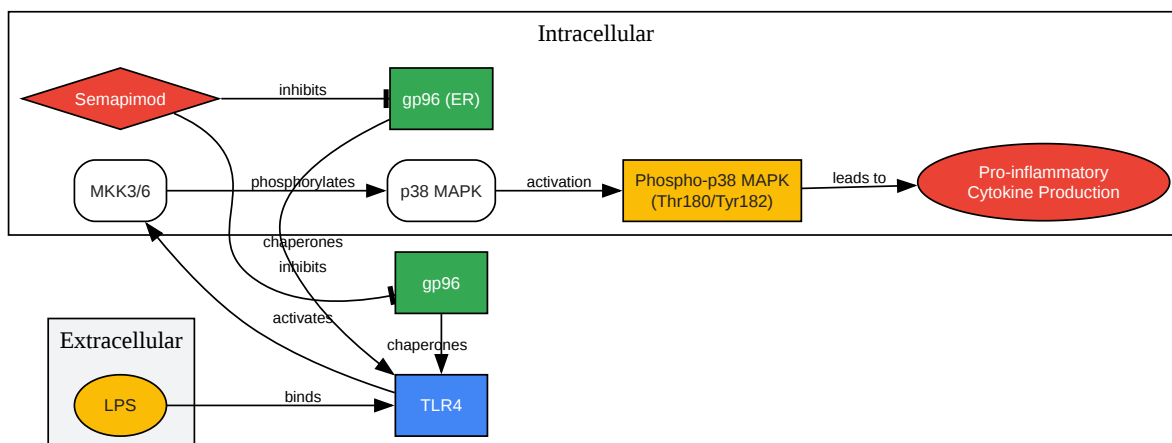 Intracellular
Semapimod
inhibits
gp96 (ER)
MKK3/6
phosphorylates
p38 MAPK
activation
Phospho-p38 MAPK
(Thr180/Tyr182)
leads to
Pro-inflammatory
Cytokine Production
chaperones
inhibits
gp96
activates
chaperones
Extracellular
LPS
binds
TLR4